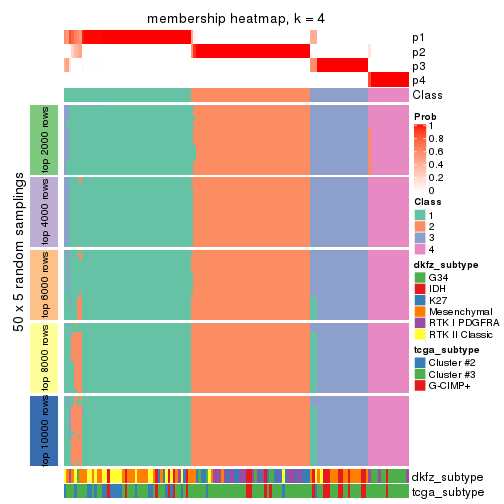 membership heatmap, k = 4
p1
p2
p3
p4
Class
50 x 5 random samplings
top 2000 rows
top 4000 rows
top 6000 rows
top 8000 rows
top 10000 rows
Prob
1
0.8
0.6
0.4
0.2
0
Class
1
2
3
4
dkfz_subtype
G34
IDH
K27
Mesenchymal
RTK I PDGFRA
RTK II Classic
tcga_subtype
Cluster #2
Cluster #3
G-CIMP+
dkfz_subtype
tcga_subtype